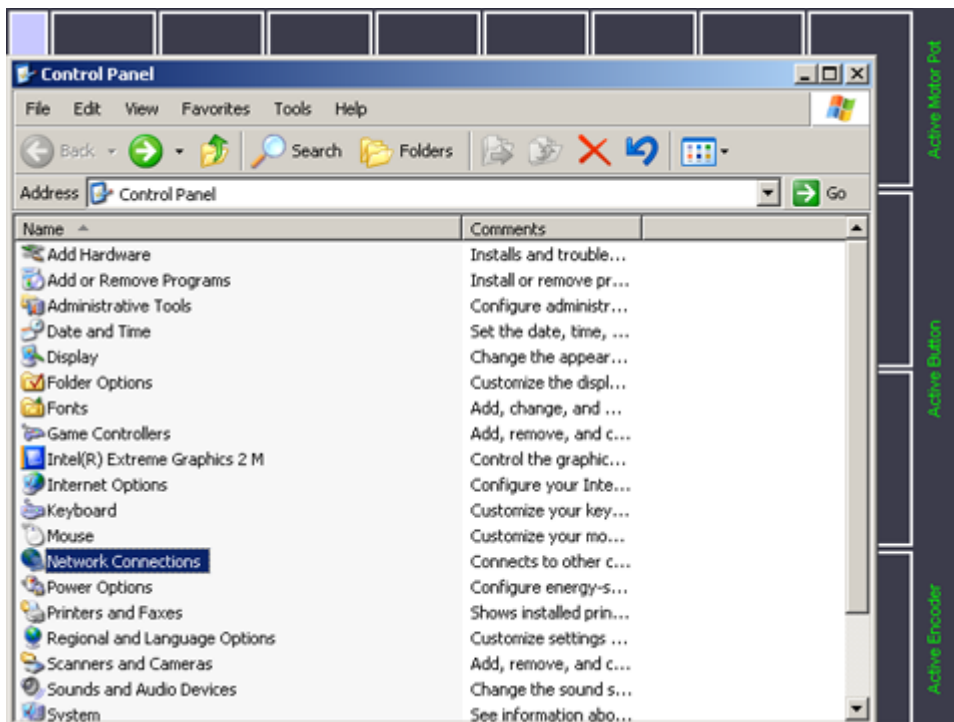 Control Panel
File Edit View Favorites Tools Help
Back Search Folders
Address Control Panel Go
Name Comments
Add Hardware Installs and trouble...
Add or Remove Programs Install or remove pr...
Administrative Tools Configure administr...
Date and Time Set the date, time, ...
Display Change the appear...
Folder Options Customize the displ...
Fonts Add, change, and ...
Game Controllers Add, remove, and c...
Intel(R) Extreme Graphics 2 M Control the graphic...
Internet Options Configure your Inte...
Keyboard Customize your key...
Mouse Customize your mo...
Network Connections Connects to other c...
Power Options Configure energy-s...
Printers and Faxes Shows installed prin...
Regional and Language Options Customize settings ...
Scanners and Cameras Add, remove, and c...
Sounds and Audio Devices Change the sound s...
System See information abo...
Active Motor Pot
Active Button
Active Encoder